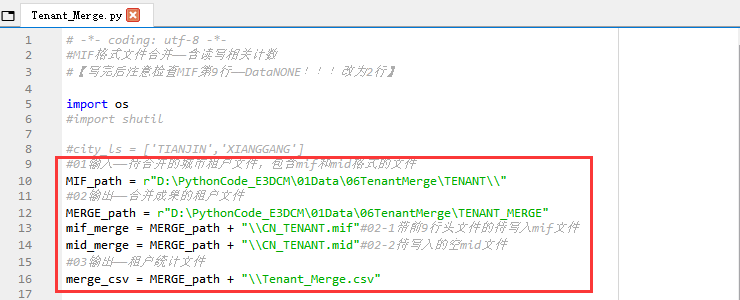 Tenant_Merge.py
1 # -*- coding: utf-8 -*-
2 #MIF格式文件合并——含读写相关计数
3 #【写完后注意检查MIF第9行——DataNONE！！！改为2行】
4
5 import os
6 #import shutil
7
8 #city_ls = ['TIANJIN','XIANGGANG']
9 #01输入——待合并的城市租户文件，包含mif和mid格式的文件
10 MIF_path = r"D:\PythonCode_E3DCM\01Data\06TenantMerge\TENANT\\"
11 #02输出——合并成果的租户文件
12 MERGE_path = r"D:\PythonCode_E3DCM\01Data\06TenantMerge\TENANT_MERGE"
13 mif_merge = MERGE_path + "\\CN_TENANT.mif"#02-1带前9行头文件的待写入mif文件
14 mid_merge = MERGE_path + "\\CN_TENANT.mid"#02-2待写入的空mid文件
15 #03输出——租户统计文件
16 merge_csv = MERGE_path + "\\Tenant_Merge.csv"
17